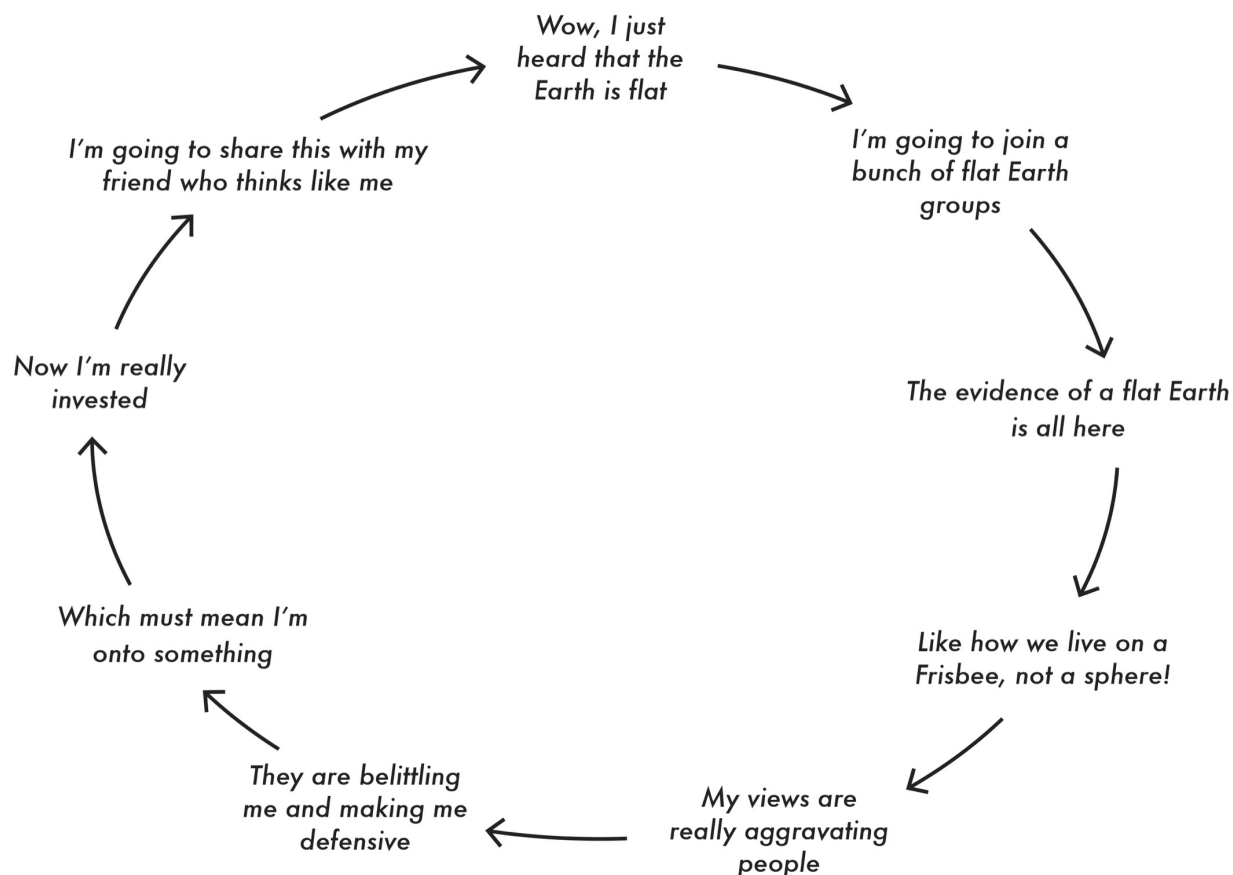 Wow, I just
heard that the
Earth is flat
I'm going to join a
bunch of flat Earth
groups
The evidence of a flat Earth
is all here
Like how we live on a
Frisbee, not a sphere!
My views are
really aggravating
people
They are belittling
me and making me
defensive
Which must mean I'm
onto something
Now I'm really
invested
I'm going to share this with my
friend who thinks like me